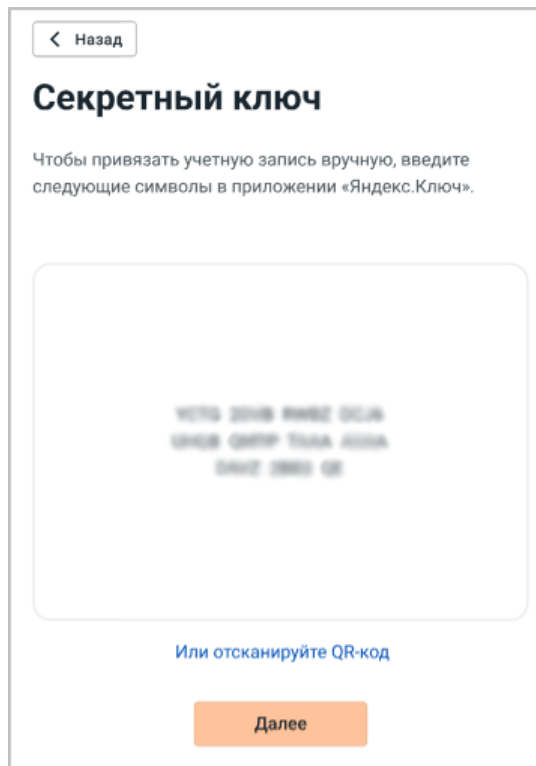 Назад
Секретный ключ
Чтобы привязать учетную запись вручную, введите
следующие символы в приложении «Яндекс.Ключ».
Или отсканируйте QR-код
Далее